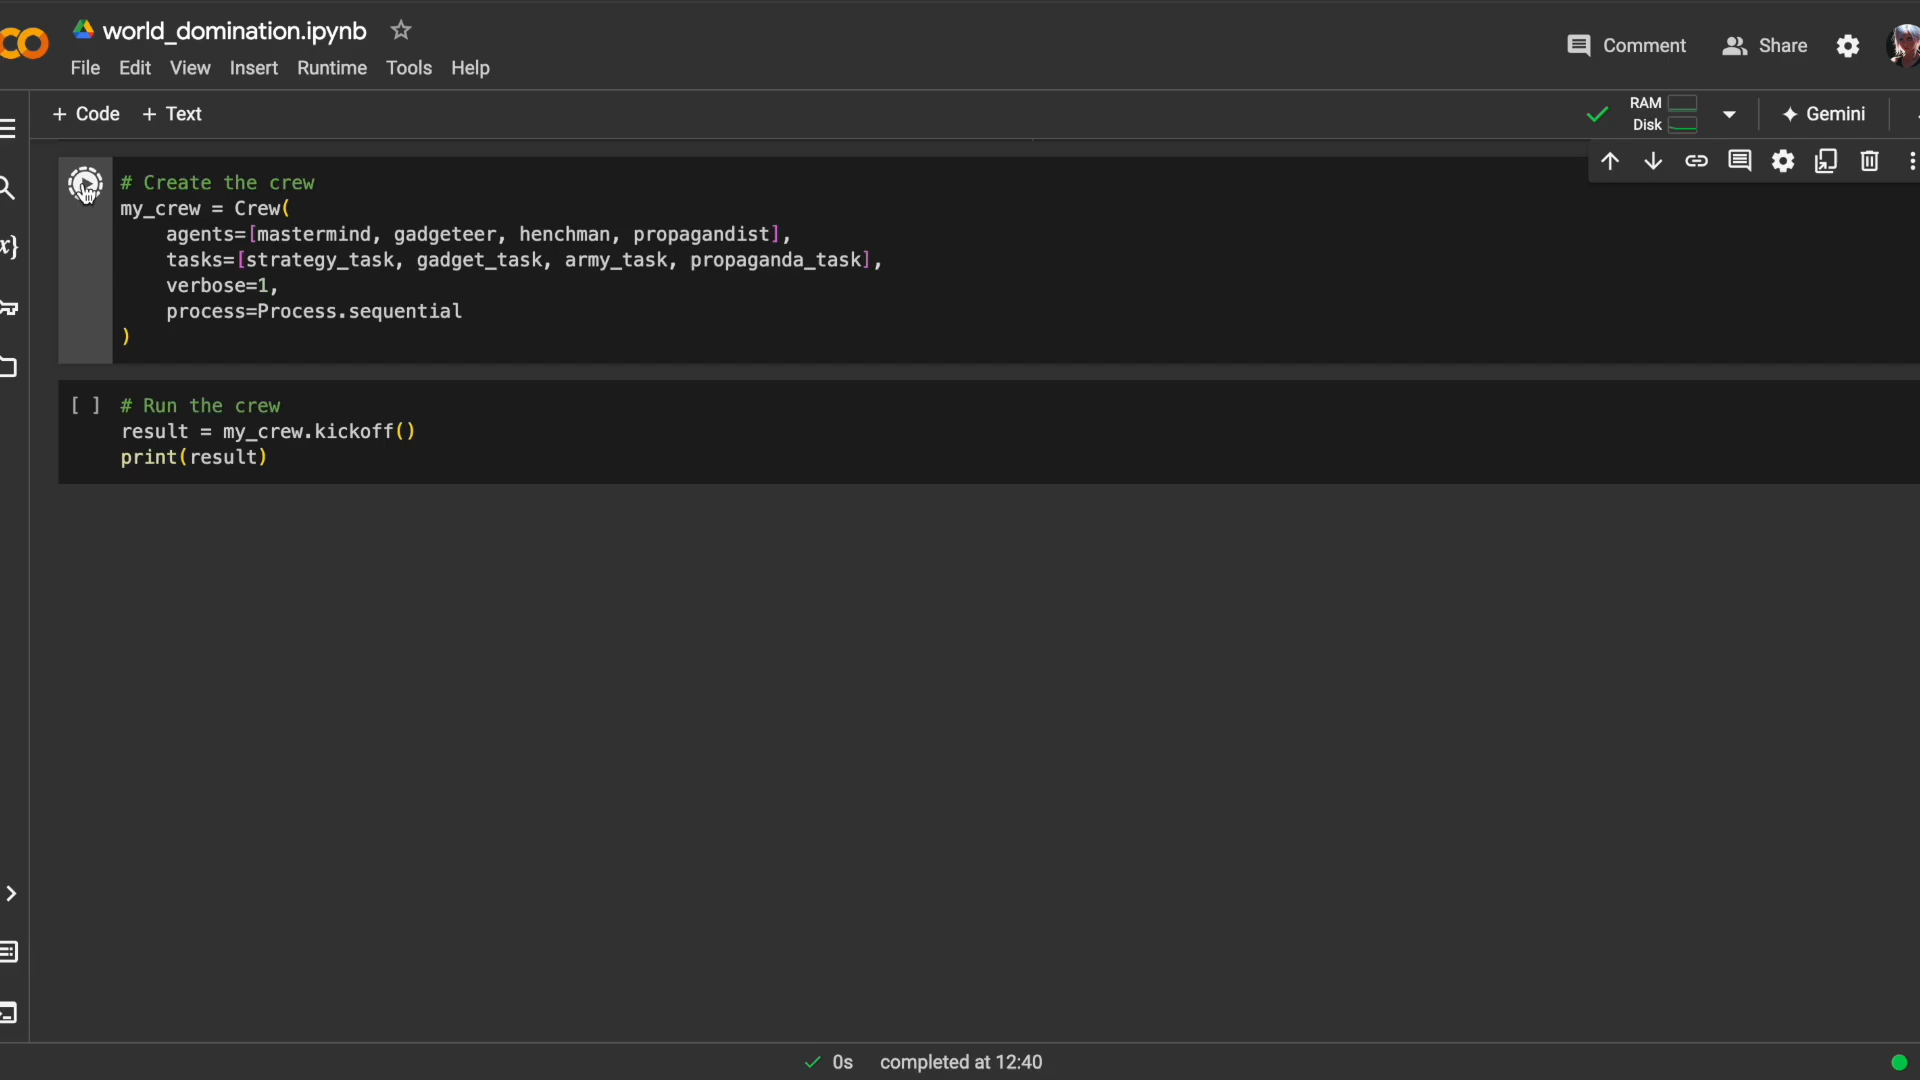 world_domination.ipynb
Comment
Share
File Edit View Insert Runtime Tools Help
+ Code + Text
RAM
Disk
Gemini
# Create the crew
my_crew = Crew(
    agents=[mastermind, gadgeteer, henchman, propagandist],
    tasks=[strategy_task, gadget_task, army_task, propaganda_task],
    verbose=1,
    process=Process.sequential
)
[ ] # Run the crew
result = my_crew.kickoff()
print(result)
0s completed at 12:40